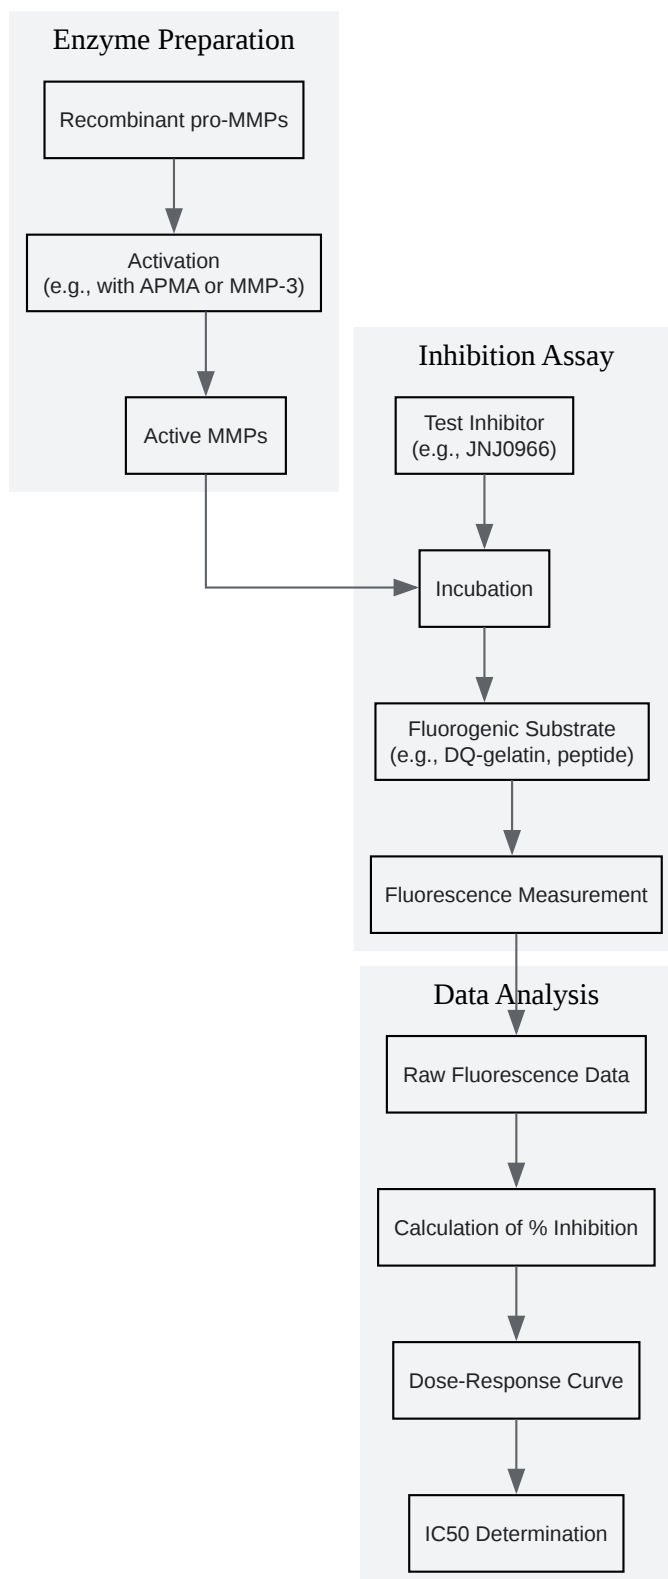 Enzyme Preparation
Recombinant pro-MMPs
Activation
(e.g., with APMA or MMP-3)
Active MMPs
Inhibition Assay
Test Inhibitor
(e.g., JNJ0966)
Incubation
Fluorogenic Substrate
(e.g., DQ-gelatin, peptide)
Fluorescence Measurement
Data Analysis
Raw Fluorescence Data
Calculation of % Inhibition
Dose-Response Curve
IC50 Determination